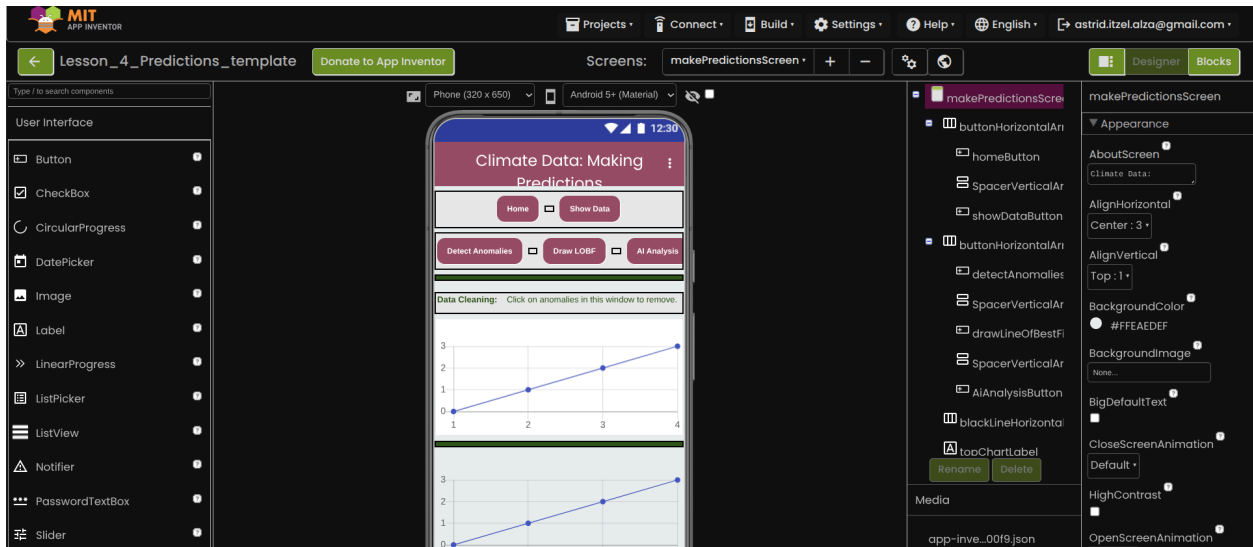 MIT
APP INVENTOR
Projects
Connect
Build
Settings
Help
English
astrid.itzel.alza@gmail.com
Lesson_4_Predictions_template
Donate to App Inventor
Screens:
makePredictionsScreen
+
−
Designer
Blocks
Type / to search components
User Interface
Button
CheckBox
CircularProgress
DatePicker
Image
Label
LinearProgress
ListPicker
ListView
Notifier
PasswordTextBox
Slider
Phone (320 x 650)
Android 5+ (Material)
12:30
Climate Data: Making
Predictions
Home
Show Data
Detect Anomalies
Draw LOBF
AI Analysis
Data Cleaning: Click on anomalies in this window to remove.
3
2
1
0
1 2 3 4
3
2
1
0
makePredictionsScree
buttonHorizontalArr
homeButton
SpacerVerticalAr
showDataButton
buttonHorizontalArr
detectAnomalies
SpacerVerticalAr
drawLineOfBestFi
SpacerVerticalAr
AiAnalysisButton
blackLineHorizonta
topChartLabel
Rename
Delete
Media
app-inve...00f9.json
makePredictionsScreen
Appearance
AboutScreen
Climate Data:
AlignHorizontal
Center : 3
AlignVertical
Top : 1
BackgroundColor
#FFEAEDEF
BackgroundImage
None...
BigDefaultText
CloseScreenAnimation
Default
HighContrast
OpenScreenAnimation